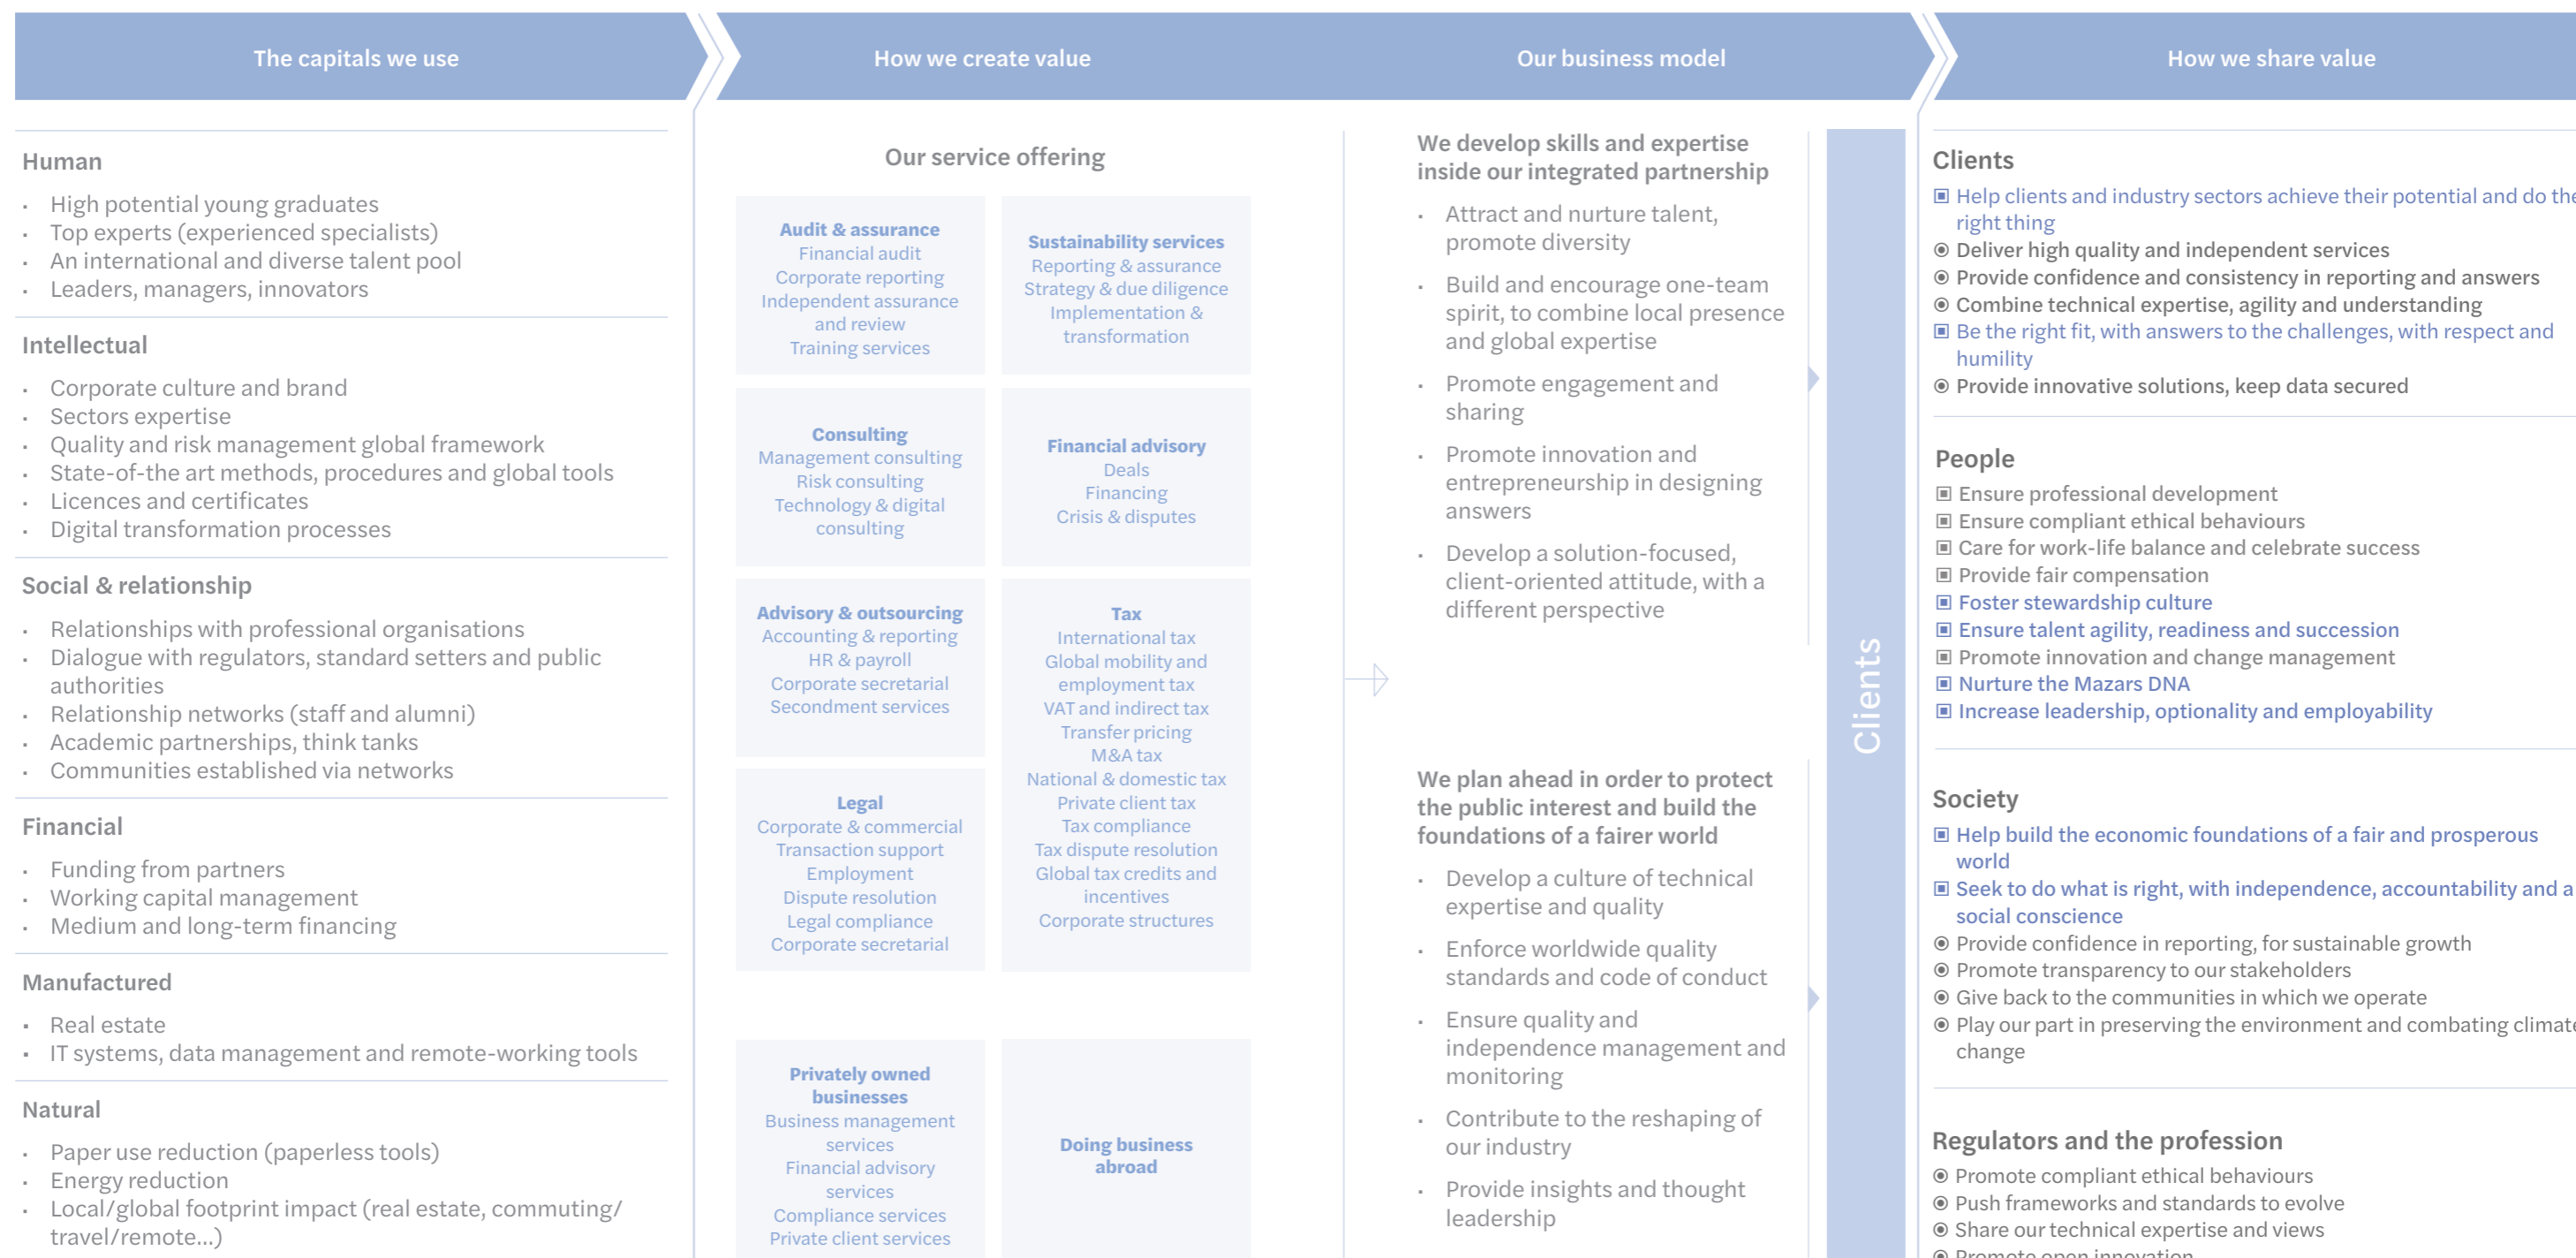 The capitals we use
How we create value
Our business model
How we share value
Human
High potential young graduates
Top experts (experienced specialists)
An international and diverse talent pool
Leaders, managers, innovators
Intellectual
Corporate culture and brand
Sectors expertise
Quality and risk management global framework
State-of-the art methods, procedures and global tools
Licences and certificates
Digital transformation processes
Social & relationship
Relationships with professional organisations
Dialogue with regulators, standard setters and public
authorities
Relationship networks (staff and alumni)
Academic partnerships, think tanks
Communities established via networks
Financial
Funding from partners
Working capital management
Medium and long-term financing
Manufactured
Real estate
IT systems, data management and remote-working tools
Natural
Paper use reduction (paperless tools)
Energy reduction
Local/global footprint impact (real estate, commuting/
travel/remote...)
Our service offering
Audit & assurance
Financial audit
Corporate reporting
Independent assurance
and review
Training services
Sustainability services
Reporting & assurance
Strategy & due diligence
Implementation &
transformation
Consulting
Management consulting
Risk consulting
Technology & digital
consulting
Financial advisory
Deals
Financing
Crisis & disputes
Advisory & outsourcing
Accounting & reporting
HR & payroll
Corporate secretarial
Secondment services
Tax
International tax
Global mobility and
employment tax
VAT and indirect tax
Transfer pricing
M&A tax
National & domestic tax
Private client tax
Tax compliance
Tax dispute resolution
Global tax credits and
incentives
Corporate structures
Legal
Corporate & commercial
Transaction support
Employment
Dispute resolution
Legal compliance
Corporate secretarial
Privately owned
businesses
Business management
services
Financial advisory
services
Compliance services
Private client services
Doing business
abroad
We develop skills and expertise
inside our integrated partnership
Attract and nurture talent,
promote diversity
Build and encourage one-team
spirit, to combine local presence
and global expertise
Promote engagement and
sharing
Promote innovation and
entrepreneurship in designing
answers
Develop a solution-focused,
client-oriented attitude, with a
different perspective
We plan ahead in order to protect
the public interest and build the
foundations of a fairer world
Develop a culture of technical
expertise and quality
Enforce worldwide quality
standards and code of conduct
Ensure quality and
independence management and
monitoring
Contribute to the reshaping of
our industry
Provide insights and thought
leadership
Clients
Clients
Help clients and industry sectors achieve their potential and do the
right thing
Deliver high quality and independent services
Provide confidence and consistency in reporting and answers
Combine technical expertise, agility and understanding
Be the right fit, with answers to the challenges, with respect and
humility
Provide innovative solutions, keep data secured
People
Ensure professional development
Ensure compliant ethical behaviours
Care for work-life balance and celebrate success
Provide fair compensation
Foster stewardship culture
Ensure talent agility, readiness and succession
Promote innovation and change management
Nurture the Mazars DNA
Increase leadership, optionality and employability
Society
Help build the economic foundations of a fair and prosperous
world
Seek to do what is right, with independence, accountability and a
social conscience
Provide confidence in reporting, for sustainable growth
Promote transparency to our stakeholders
Give back to the communities in which we operate
Play our part in preserving the environment and combating climate
change
Regulators and the profession
Promote compliant ethical behaviours
Push frameworks and standards to evolve
Share our technical expertise and views
Promote open innovation